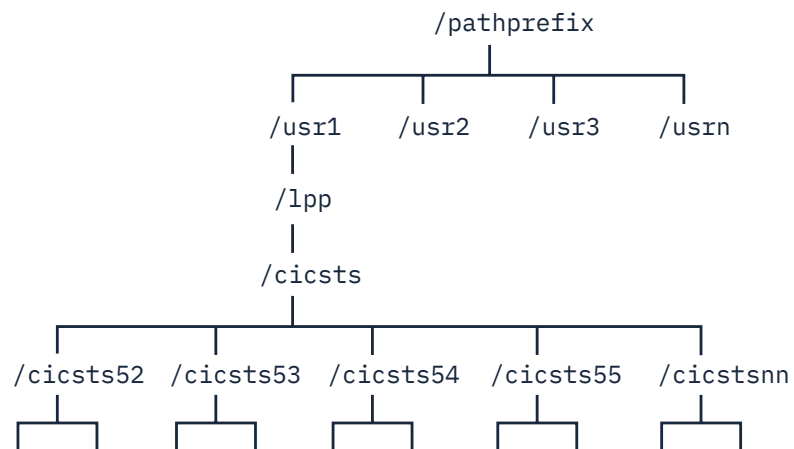 /pathprefix
/usr1 /usr2 /usr3 /usrn
/lpp
/cicsts
/cicsts52 /cicsts53 /cicsts54 /cicsts55 /cicstsnn